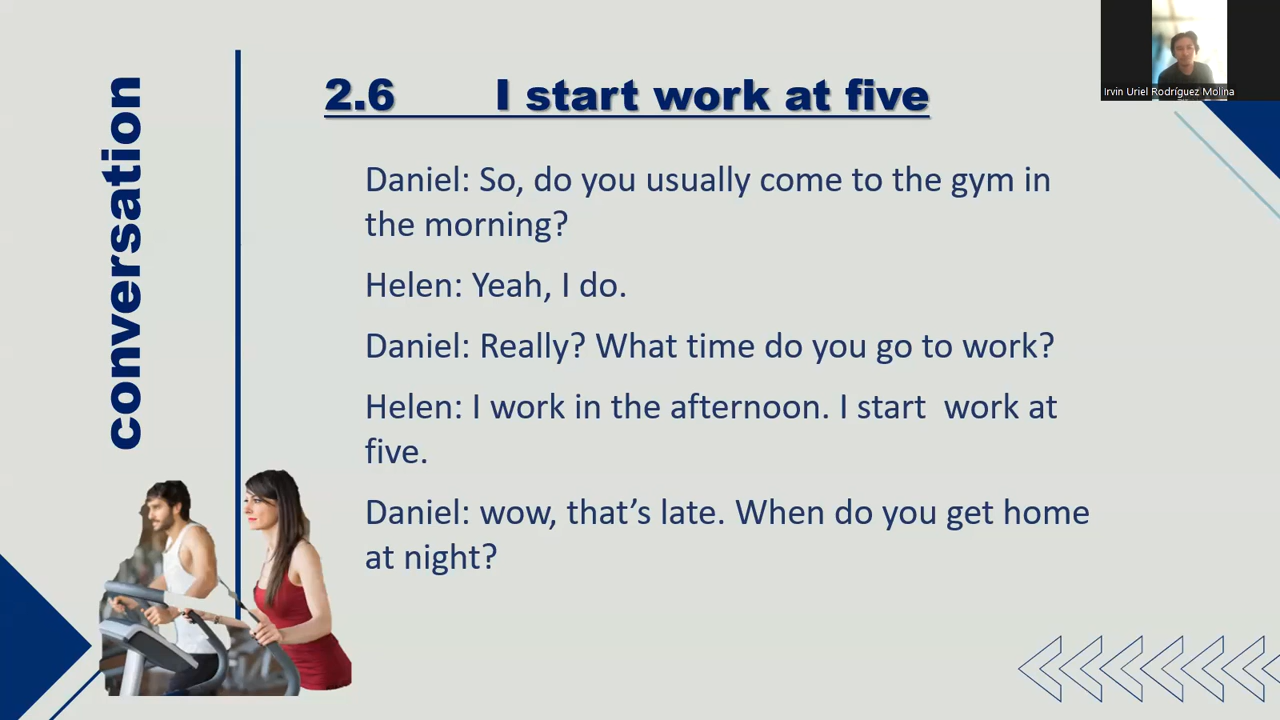 conversation
2.6 I start work at five
Daniel: So, do you usually come to the gym in
the morning?
Helen: Yeah, I do.
Daniel: Really? What time do you go to work?
Helen: I work in the afternoon. I start  work at
five.
Daniel: wow, that’s late. When do you get home
at night?
Irvin Uriel Rodríguez Molina